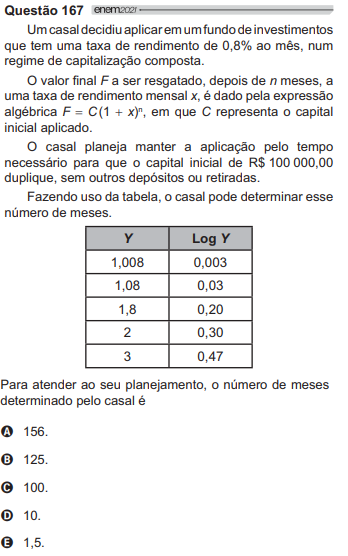 Questão 167 enem2021
Um casal decidiu aplicar em um fundo de investimentos
que tem uma taxa de rendimento de 0,8% ao mês, num
regime de capitalização composta.
O valor final F a ser resgatado, depois de n meses, a
uma taxa de rendimento mensal x, é dado pela expressão
algébrica F = C(1 + x)ⁿ, em que C representa o capital
inicial aplicado.
O casal planeja manter a aplicação pelo tempo
necessário para que o capital inicial de R$ 100 000,00
duplique, sem outros depósitos ou retiradas.
Fazendo uso da tabela, o casal pode determinar esse
número de meses.
Y Log Y
1,008 0,003
1,08 0,03
1,8 0,20
2 0,30
3 0,47
Para atender ao seu planejamento, o número de meses
determinado pelo casal é
A 156.
B 125.
C 100.
D 10.
E 1,5.